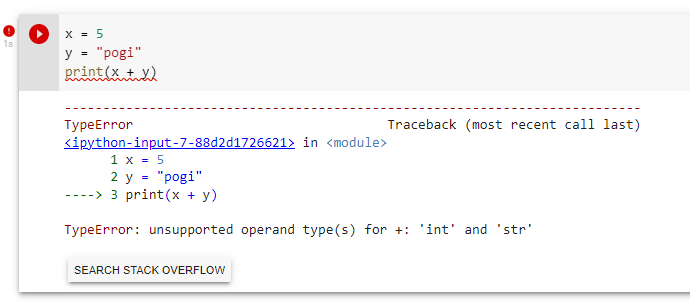 1s
x = 5
y = "pogi"
print(x + y)
---------------------------------------------------------------------------
TypeError Traceback (most recent call last)
<ipython-input-7-88d2d1726621> in <module>
1 x = 5
2 y = "pogi"
----> 3 print(x + y)
TypeError: unsupported operand type(s) for +: 'int' and 'str'
SEARCH STACK OVERFLOW